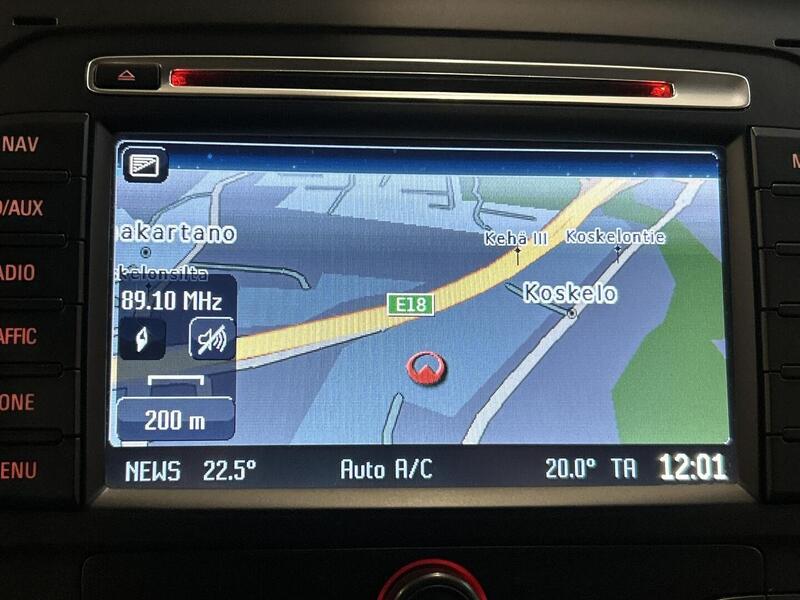 NAV
/AUX
ADIO
AFFIC
ONE
ENU
akartano
kelonsilta
Kehä III
Koskelontie
89.10 MHz
E18
Koskelo
200 m
NEWS 22.5° Auto A/C 20.0° TA 12:01